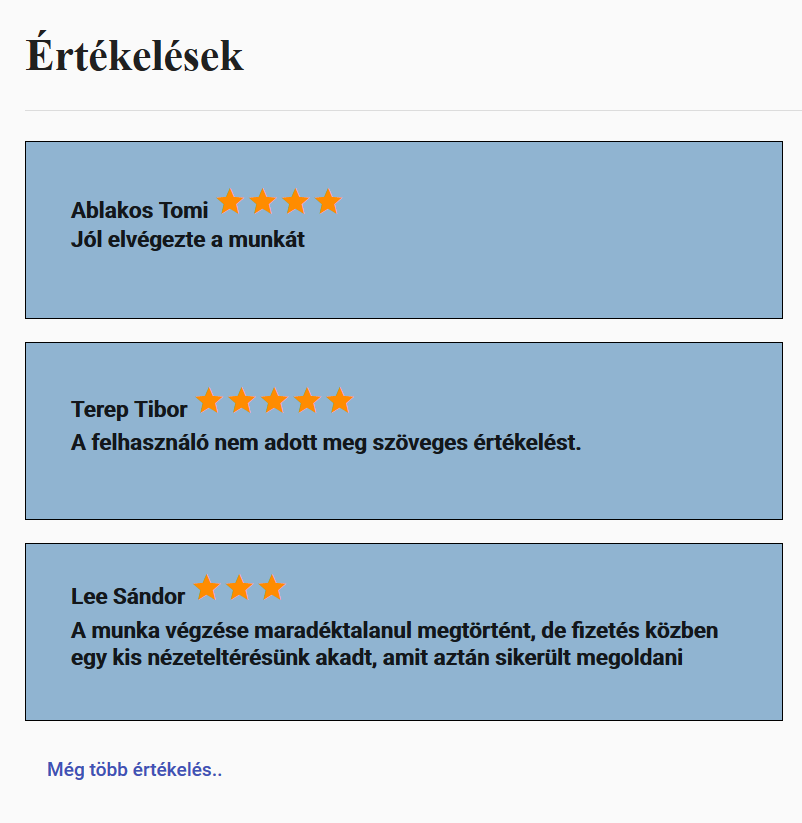 Értékelések
Ablakos Tomi
Jól elvégezte a munkát
Terep Tibor
A felhasználó nem adott meg szöveges értékelést.
Lee Sándor
A munka végzése maradéktalanul megtörtént, de fizetés közben
egy kis nézeteltérésünk akadt, amit aztán sikerült megoldani
Még több értékelés..